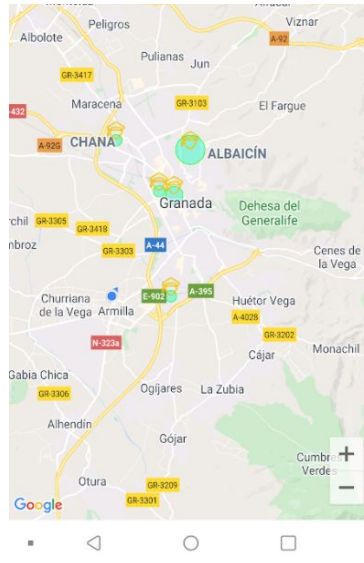 Peligros
Viznar
Albolote
A-92
Pulianas
Jun
GR-3417
Maracena
GR-3103
El Fargue
-432
A-92G
CHANA
ALBAICÍN
Granada
Dehesa del
Generalife
rchil
GR-3305
GR-3418
A-44
mbroz
GR-3303
Cenes de
la Vega
Churriana
de la Vega
Armilla
E-902
A-395
Huétor Vega
A-4028
N-323a
GR-3202
Monachil
Cájar
Gabia Chica
GR-3306
Ogíjares
La Zubia
Alhendín
Gójar
+
Cumbres
Verdes
−
Otura
GR-3209
Google
GR-3301